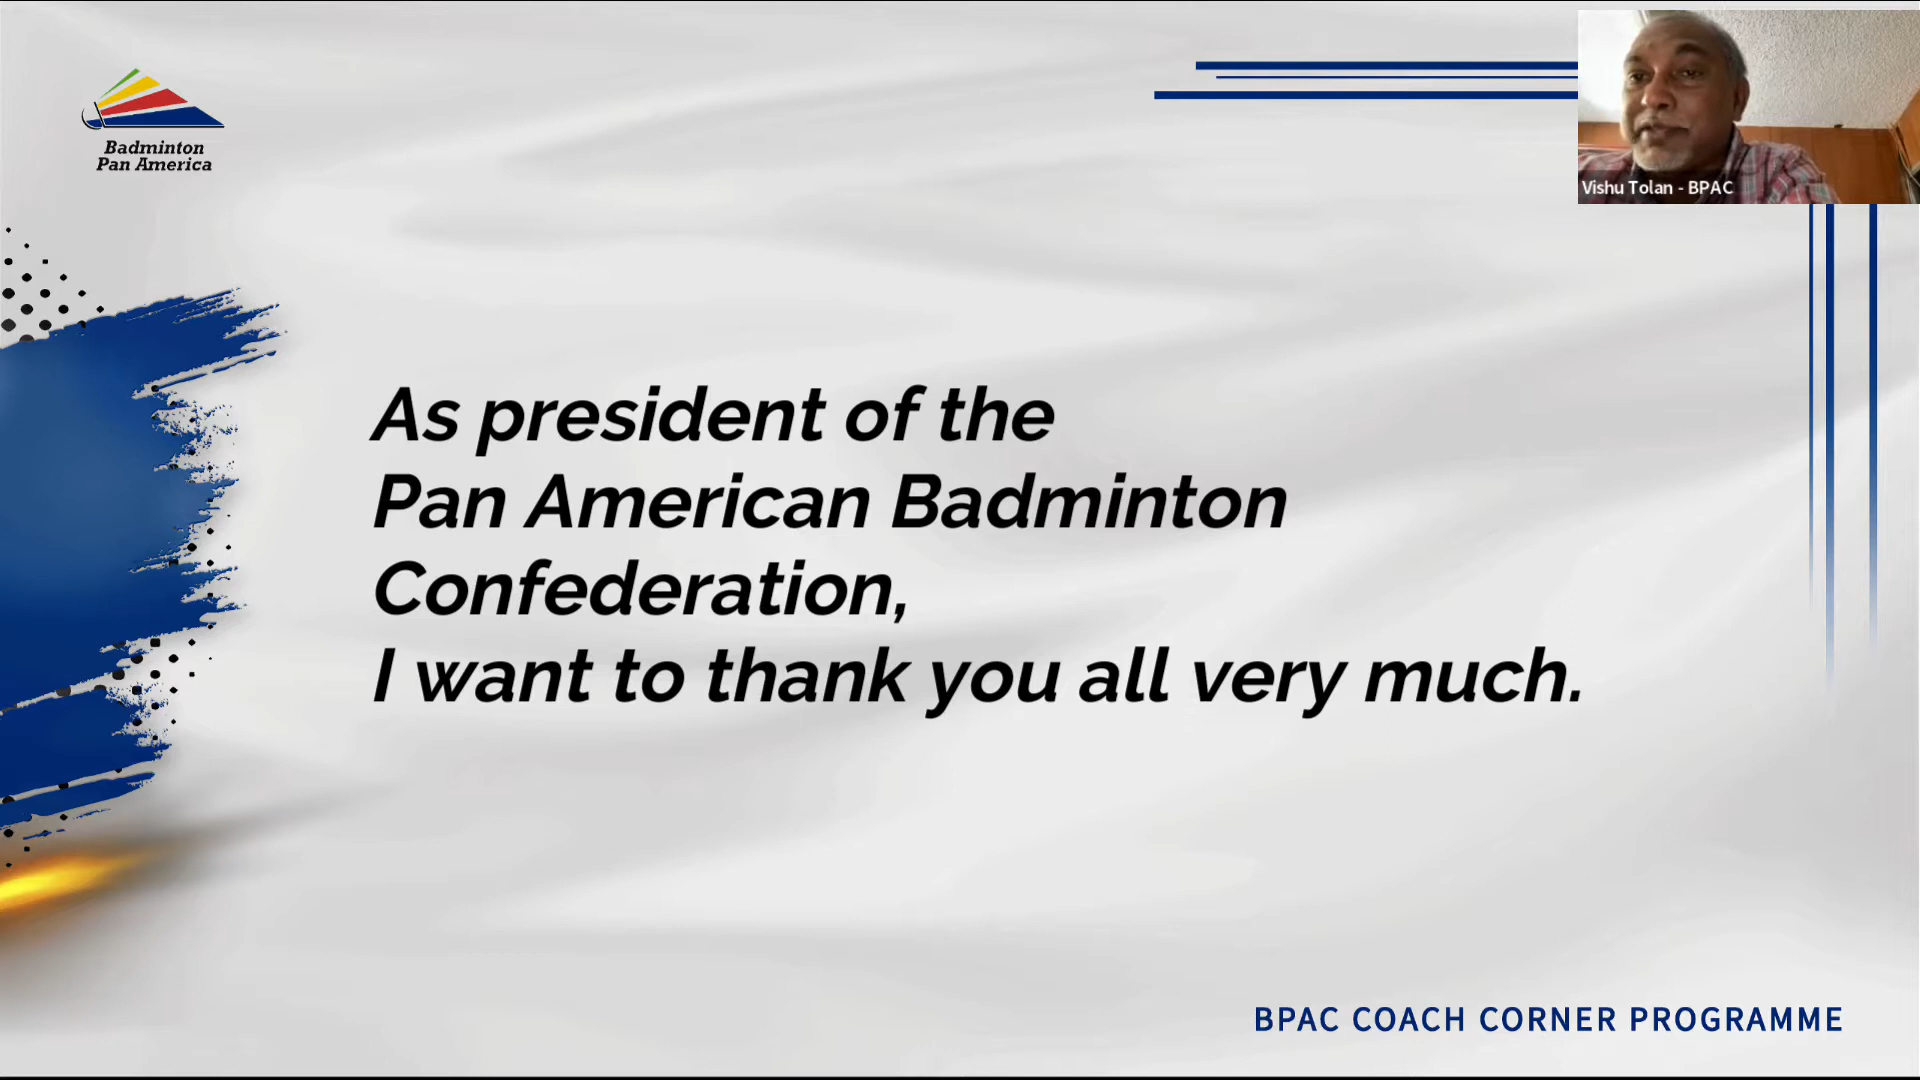 Badminton
Pan America
Vishu Tolan - BPAC
As president of the
Pan American Badminton
Confederation,
I want to thank you all very much.
BPAC COACH CORNER PROGRAMME